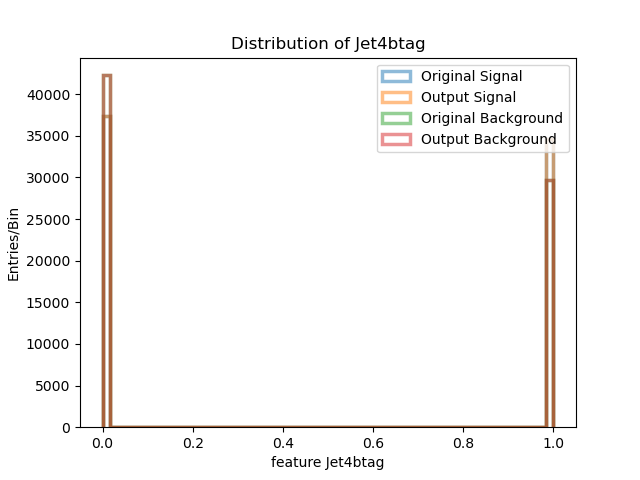 Distribution of Jet4btag
Original Signal
Output Signal
Original Background
Output Background
Entries/Bin
40000
35000
30000
25000
20000
15000
10000
5000
0
0.0 0.2 0.4 0.6 0.8 1.0
feature Jet4btag